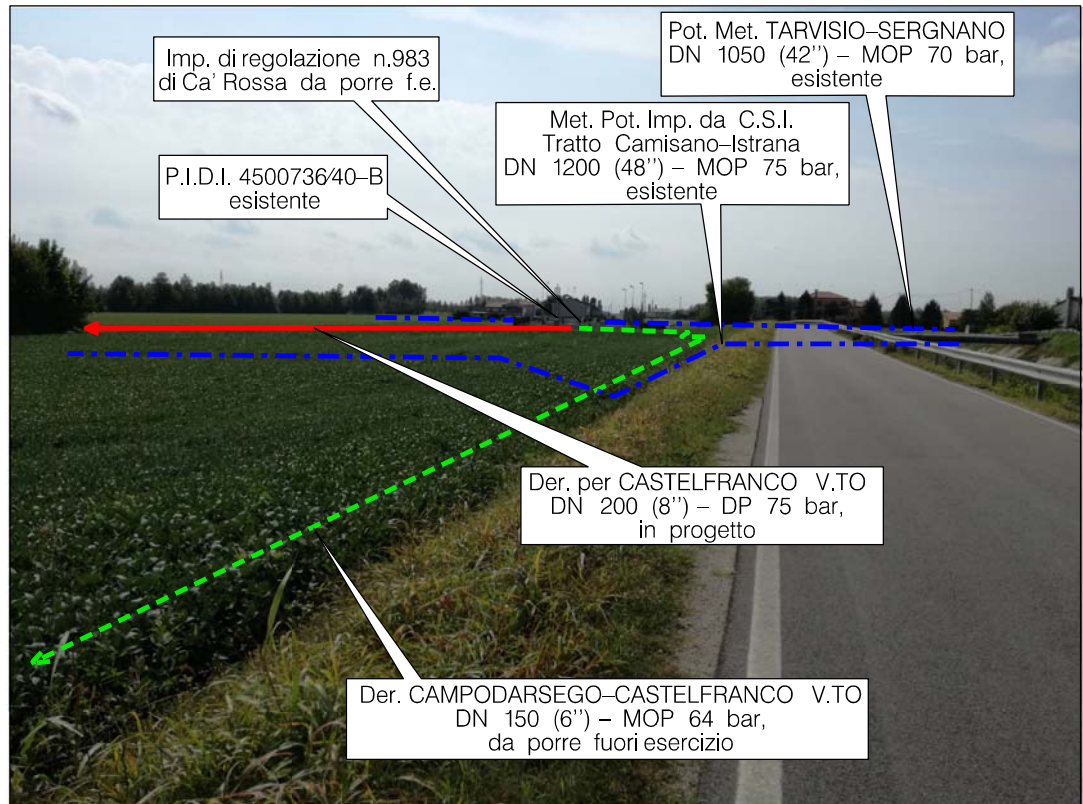 Imp. di regolazione n.983
di Ca' Rossa da porre f.e.
Pot. Met. TARVISIO–SERGNANO
DN 1050 (42'') – MOP 70 bar,
esistente
Met. Pot. Imp. da C.S.I.
Tratto Camisano–Istrana
DN 1200 (48'') – MOP 75 bar,
esistente
P.I.D.I. 4500736/40–B
esistente
Der. per CASTELFRANCO V.TO
DN 200 (8'') – DP 75 bar,
in progetto
Der. CAMPODARSEGO–CASTELFRANCO V.TO
DN 150 (6'') – MOP 64 bar,
da porre fuori esercizio